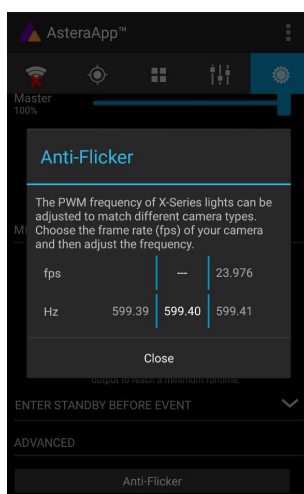 AsteraApp™
Master
100%
Anti-Flicker
The PWM frequency of X-Series lights can be
adjusted to match different camera types.
Choose the frame rate (fps) of your camera
and then adjust the frequency.
fps --- 23.976
Hz 599.39 599.40 599.41
Close
output to reach a minimum runtime.
ENTER STANDBY BEFORE EVENT
ADVANCED
Anti-Flicker